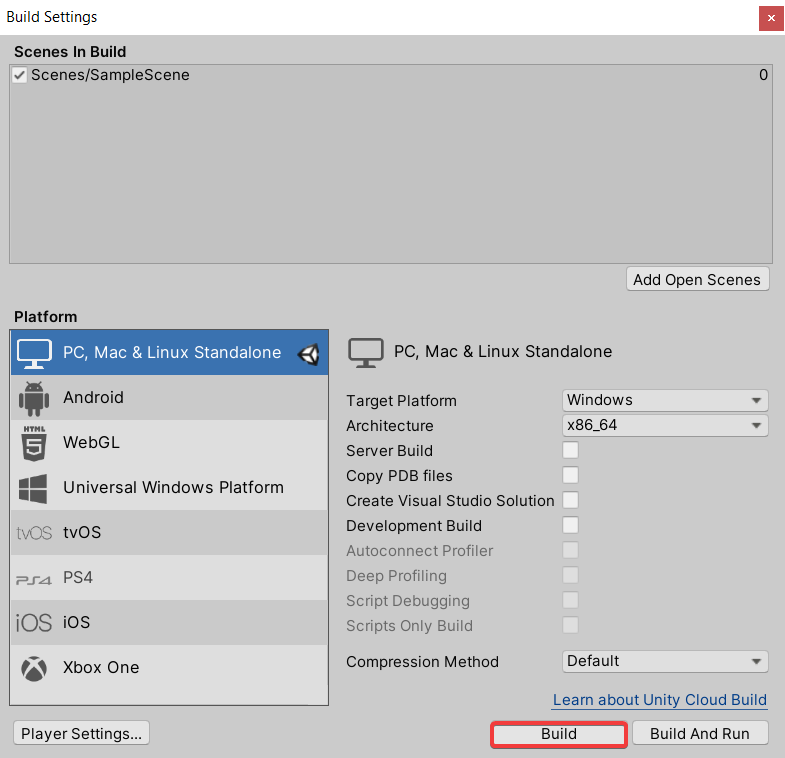 Build Settings
Scenes In Build
Scenes/SampleScene 0
Add Open Scenes
Platform
PC, Mac & Linux Standalone
Android
HTML 5 WebGL
Universal Windows Platform
tvOS tvOS
PS4 PS4
iOS iOS
Xbox One
PC, Mac & Linux Standalone
Target Platform Windows
Architecture x86_64
Server Build
Copy PDB files
Create Visual Studio Solution
Development Build
Autoconnect Profiler
Deep Profiling
Script Debugging
Scripts Only Build
Compression Method Default
Learn about Unity Cloud Build
Player Settings... Build Build And Run